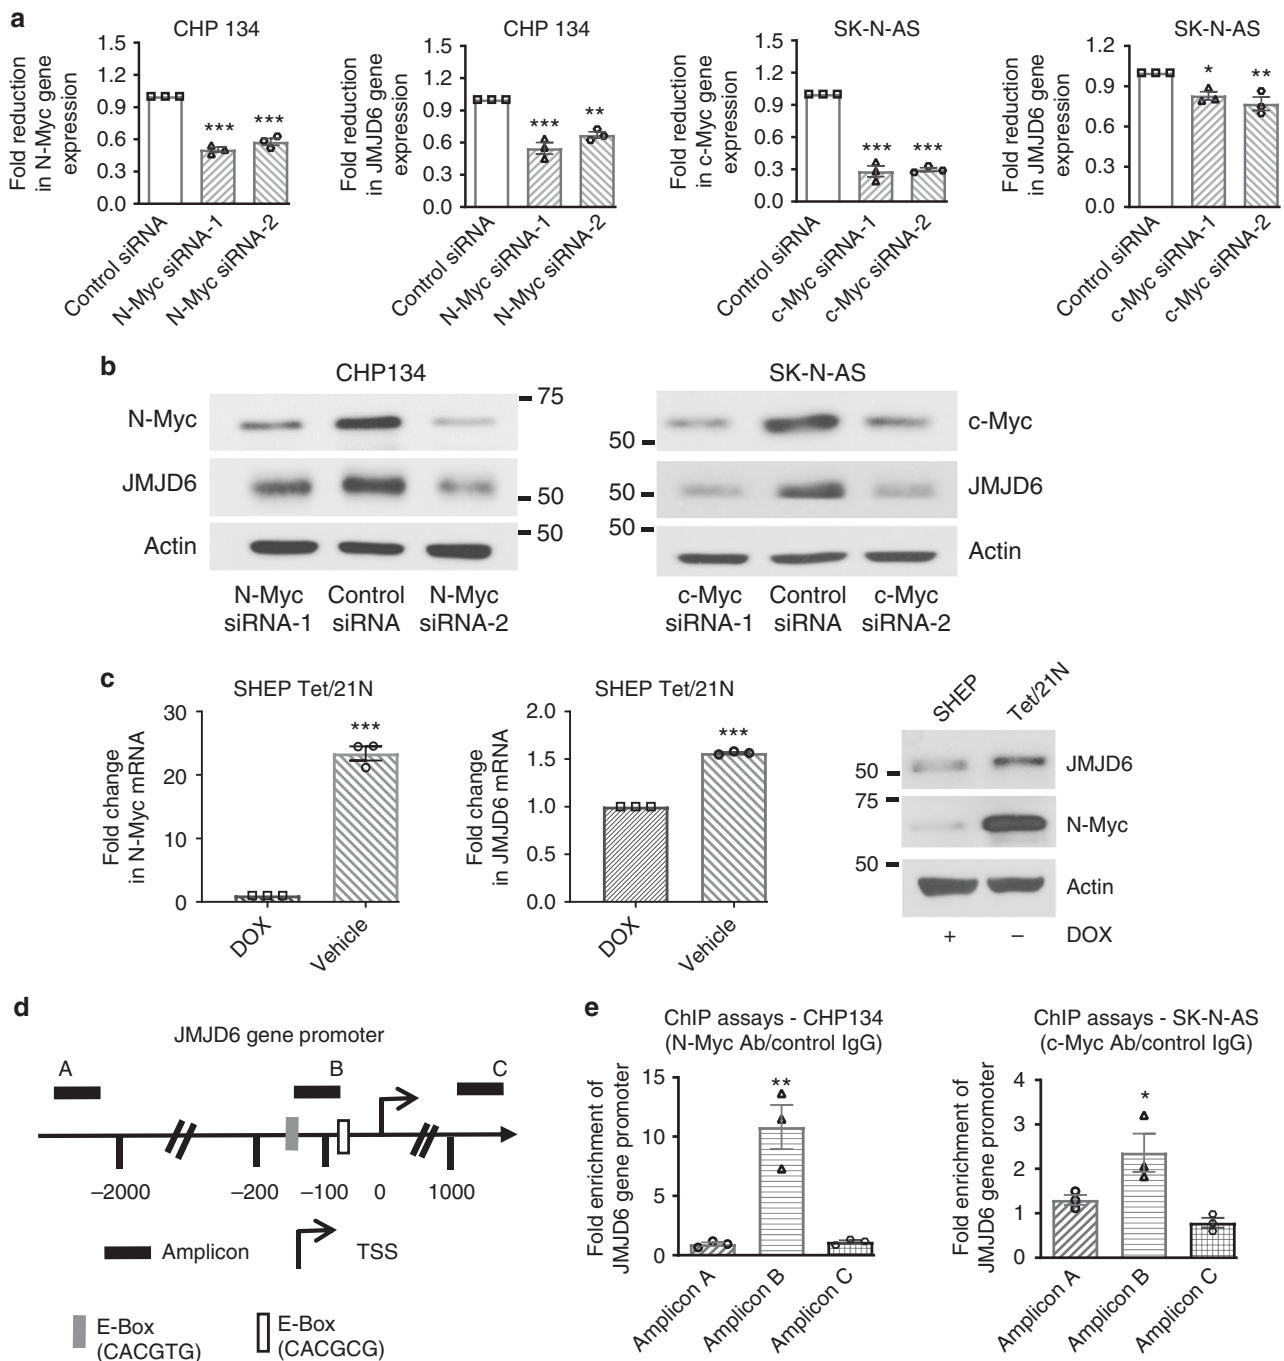 a
CHP 134
Fold reduction
in N-Myc gene
expression
1.5
1.2
0.9
0.6
0.3
0.0
***
***
Control siRNA
N-Myc siRNA-1
N-Myc siRNA-2
CHP 134
Fold reduction
in JMJD6 gene
expression
1.5
1.2
0.9
0.6
0.3
0.0
***
**
Control siRNA
N-Myc siRNA-1
N-Myc siRNA-2
SK-N-AS
Fold reduction
in c-Myc gene
expression
1.5
1.2
0.9
0.6
0.3
0.0
***
***
Control siRNA
c-Myc siRNA-1
c-Myc siRNA-2
SK-N-AS
Fold reduction
in JMJD6 gene
expression
1.2
0.9
0.6
0.3
0.0
*
**
Control siRNA
c-Myc siRNA-1
c-Myc siRNA-2
b
CHP134
N-Myc
75
JMJD6
50
50
Actin
N-Myc
siRNA-1
Control
siRNA
N-Myc
siRNA-2
SK-N-AS
50
c-Myc
50
JMJD6
50
Actin
c-Myc
siRNA-1
Control
siRNA
c-Myc
siRNA-2
c
SHEP Tet/21N
Fold change
in N-Myc mRNA
30
20
10
0
***
DOX
Vehicle
SHEP Tet/21N
Fold change
in JMJD6 mRNA
2.0
1.5
1.0
0.5
0.0
***
DOX
Vehicle
SHEP
Tet/21N
50
JMJD6
75
N-Myc
50
Actin
+
–
DOX
d
JMJD6 gene promoter
A
B
C
–2000
–200
–100
0
1000
Amplicon
TSS
E-Box
(CACGTG)
E-Box
(CACGCG)
e
ChIP assays - CHP134
(N-Myc Ab/control IgG)
Fold enrichment of
JMJD6 gene promoter
15
10
5
0
**
Amplicon A
Amplicon B
Amplicon C
ChIP assays - SK-N-AS
(c-Myc Ab/control IgG)
Fold enrichment of
JMJD6 gene promoter
4
3
2
1
0
*
Amplicon A
Amplicon B
Amplicon C